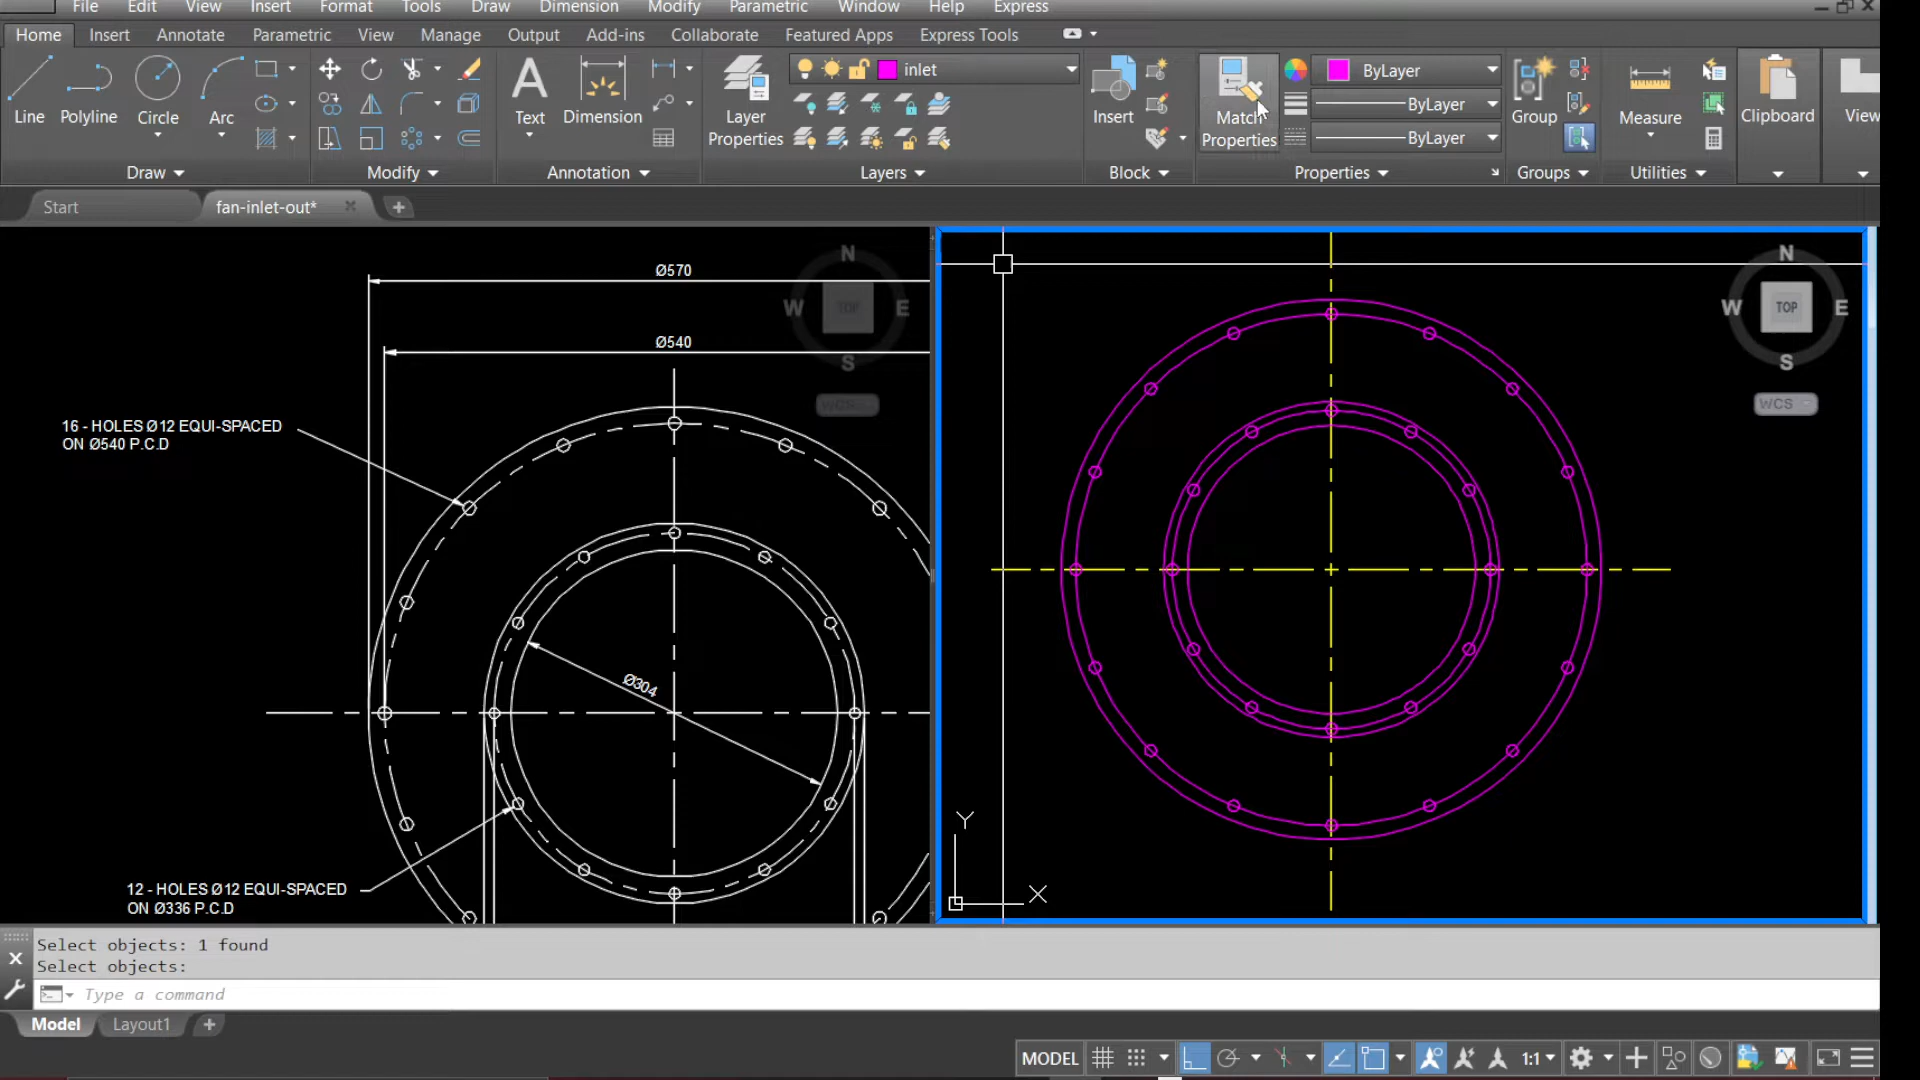 File Edit View Insert Format Tools Draw Dimension Modify Parametric Window Help Express
Home Insert Annotate Parametric View Manage Output Add-ins Collaborate Featured Apps Express Tools
Line Polyline Circle Arc
Text Dimension
Layer
Properties
inlet
Insert
Match
Properties
ByLayer
ByLayer
ByLayer
Group
Measure
Clipboard
View
Draw Modify Annotation Layers Block Properties Groups Utilities
Start fan-inlet-out*
Ø570
Ø540
16 - HOLES Ø12 EQUI-SPACED
ON Ø540 P.C.D
Ø304
12 - HOLES Ø12 EQUI-SPACED
ON Ø336 P.C.D
N
W TOP E
S
WCS
N
W TOP E
S
WCS
Y
X
Select objects: 1 found
Select objects:
Type a command
Model Layout1
MODEL 1:1